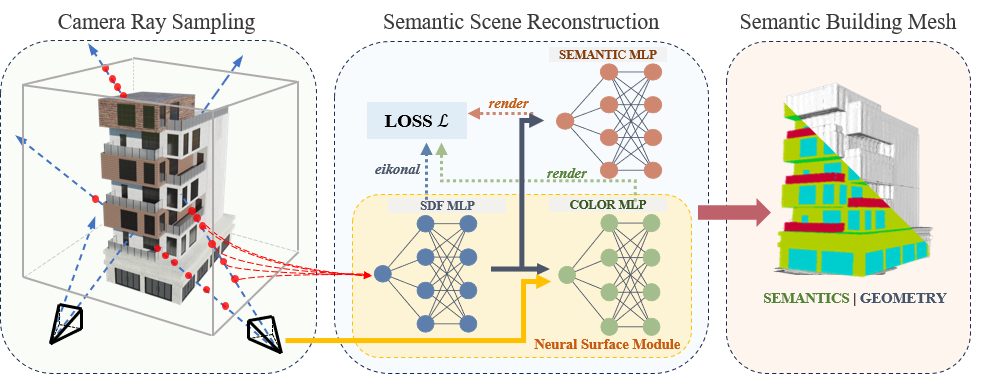 Camera Ray Sampling
Semantic Scene Reconstruction
Semantic Building Mesh
SEMANTIC MLP
render
LOSS ℒ
eikonal
render
SDF MLP
COLOR MLP
Neural Surface Module
SEMANTICS | GEOMETRY